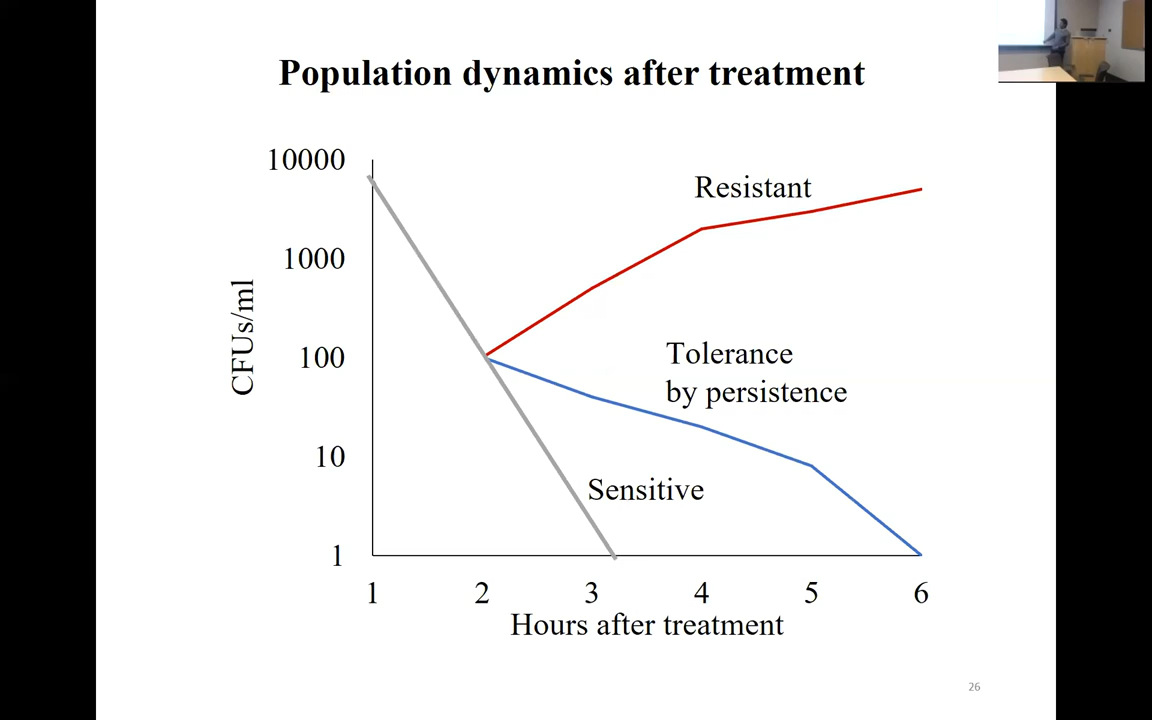 Population dynamics after treatment
10000
1000
100
10
1
CFUs/ml
Resistant
Tolerance
by persistence
Sensitive
1 2 3 4 5 6
Hours after treatment
26